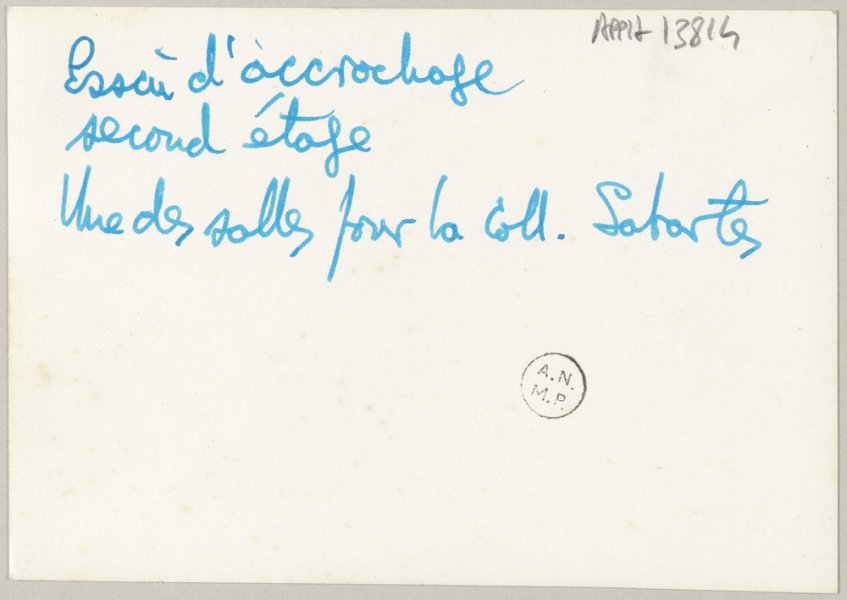 APPH 13814
Essai d'accrochage
second étage
Une des salles pour la Coll. Sabartes
A.N.
M.P.